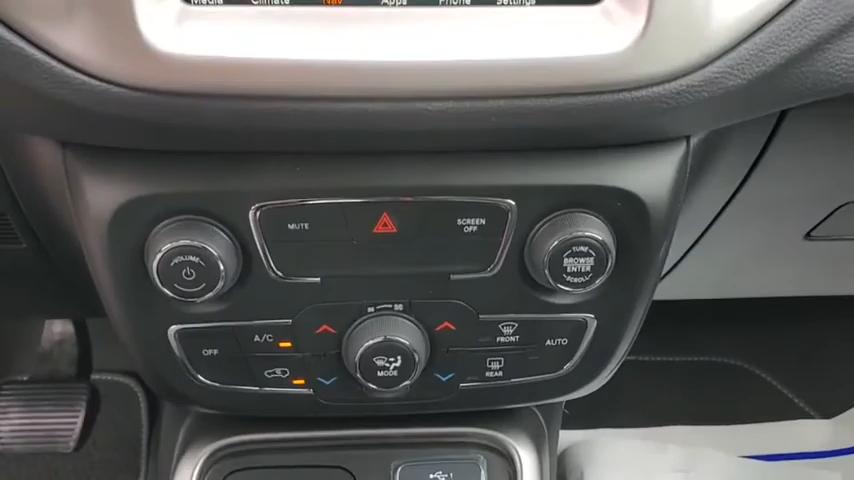 Media Climate Nav Apps Phone Settings
MUTE
SCREEN
OFF
VOLUME
TUNE
BROWSE
ENTER
SCROLL
A/C
FRONT
OFF
AUTO
MODE
REAR